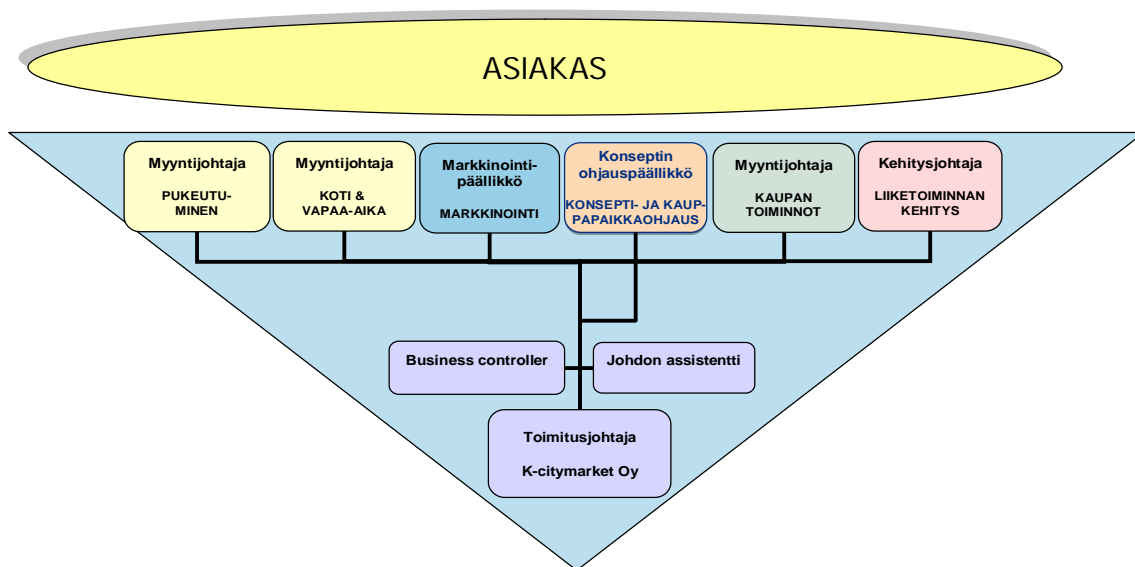 ASIAKAS
Myyntijohtaja
PUKEUTU-
MINEN
Myyntijohtaja
KOTI &
VAPAA-AIKA
Markkinointi-
päällikkö
MARKKINOINTI
Konseptin
ohjauspäällikkö
KONSEPTI- JA KAUP-
PAPAIKKAOHJAUS
Myyntijohtaja
KAUPAN
TOIMINNOT
Kehitysjohtaja
LIIKETOIMINNAN
KEHITYS
Business controller
Johdon assistentti
Toimitusjohtaja
K-citymarket Oy